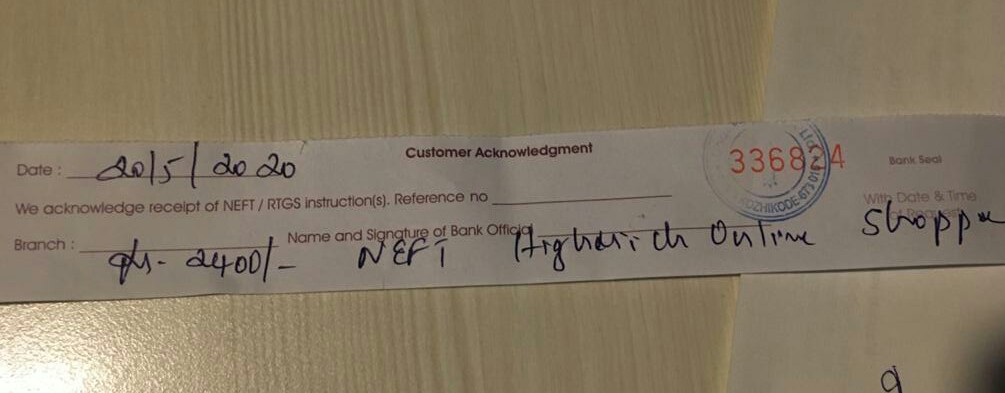 Customer Acknowledgment
Date : 20/5/2020
336824 Bank Seal
We acknowledge receipt of NEFT / RTGS instruction(s). Reference no
With Date & Time
KOZHIKODE-673 01
Branch : Name and Signature of Bank Official
2400/- NEFT Highrich Online Shoppe